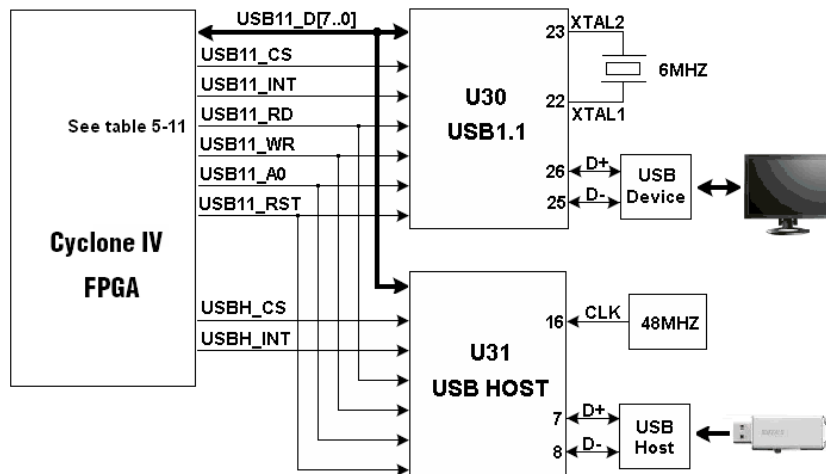 USB11_D[7..0]
USB11_CS
USB11_INT
USB11_RD
See table 5-11
USB11_WR
USB11_A0
USB11_RST
Cyclone IV
FPGA
USBH_CS
USBH_INT
U30
USB1.1
23
XTAL2
6MHZ
22
XTAL1
26
D+
25
D-
USB
Device
U31
USB HOST
16
CLK
48MHZ
7
D+
8
D-
USB
Host